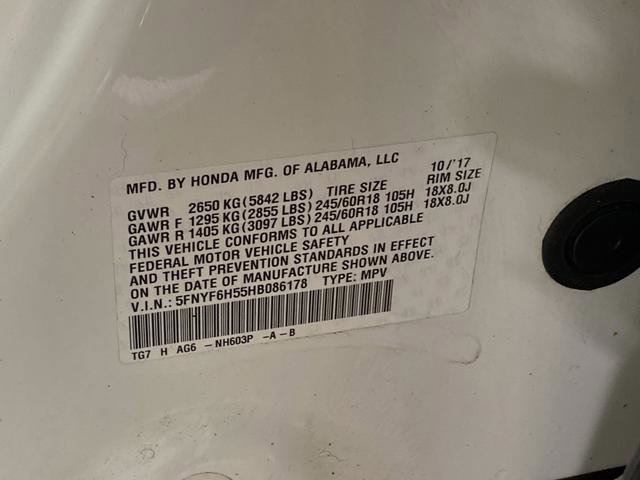 MFD. BY HONDA MFG. OF ALABAMA, LLC 10/'17
GVWR 2650 KG (5842 LBS) TIRE SIZE RIM SIZE
GAWR F 1295 KG (2855 LBS) 245/60R18 105H 18X8.0J
GAWR R 1405 KG (3097 LBS) 245/60R18 105H 18X8.0J
THIS VEHICLE CONFORMS TO ALL APPLICABLE
FEDERAL MOTOR VEHICLE SAFETY
AND THEFT PREVENTION STANDARDS IN EFFECT
ON THE DATE OF MANUFACTURE SHOWN ABOVE.
V.I.N.: 5FNYF6H55HB086178 TYPE: MPV
TG7 H AG6 -NH603P -A-B